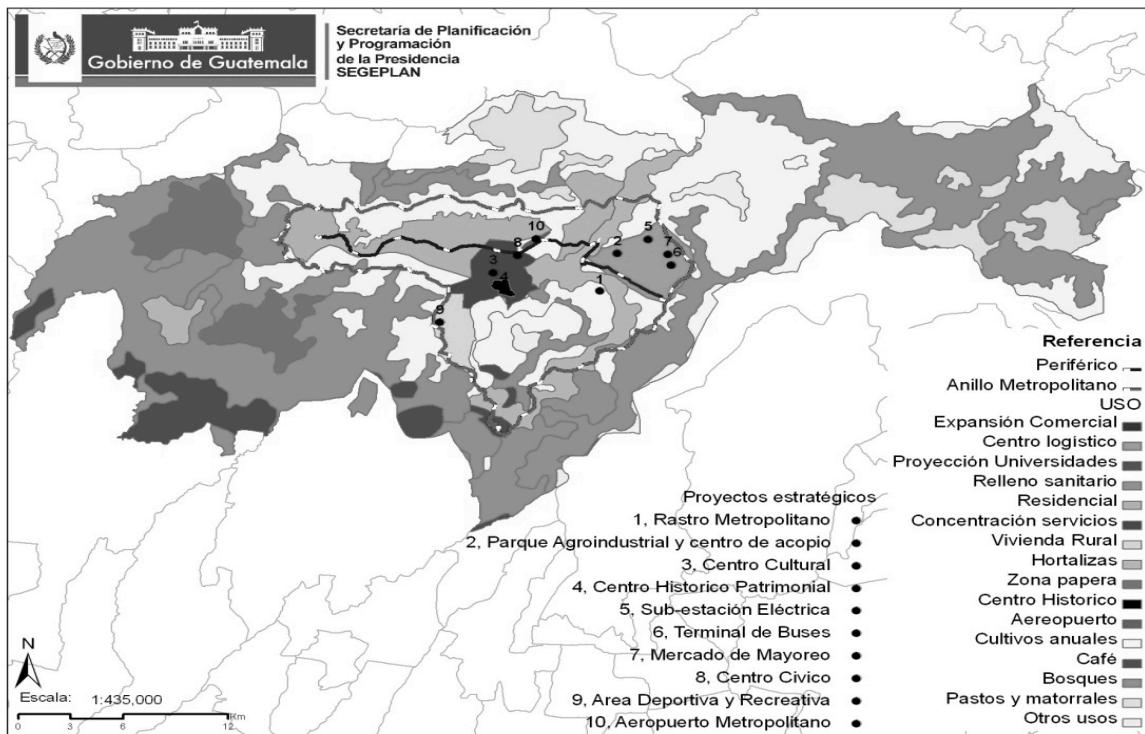 Gobierno de Guatemala
Secretaría de Planificación
y Programación
de la Presidencia
SEGEPLAN
10
5
8
2
7
6
3
4
1
9
Referencia
Periférico
Anillo Metropolitano
USO
Expansión Comercial
Centro logístico
Proyección Universidades
Relleno sanitario
Residencial
Concentración servicios
Vivienda Rural
Hortalizas
Zona papera
Centro Historico
Aereopuerto
Cultivos anuales
Café
Bosques
Pastos y matorrales
Otros usos
Proyectos estratégicos
1, Rastro Metropolitano
2, Parque Agroindustrial y centro de acopio
3, Centro Cultural
4, Centro Historico Patrimonial
5, Sub-estación Eléctrica
6, Terminal de Buses
7, Mercado de Mayoreo
8, Centro Civico
9, Area Deportiva y Recreativa
10, Aeropuerto Metropolitano
N
Escala: 1:435,000
0 3 6 12 Km